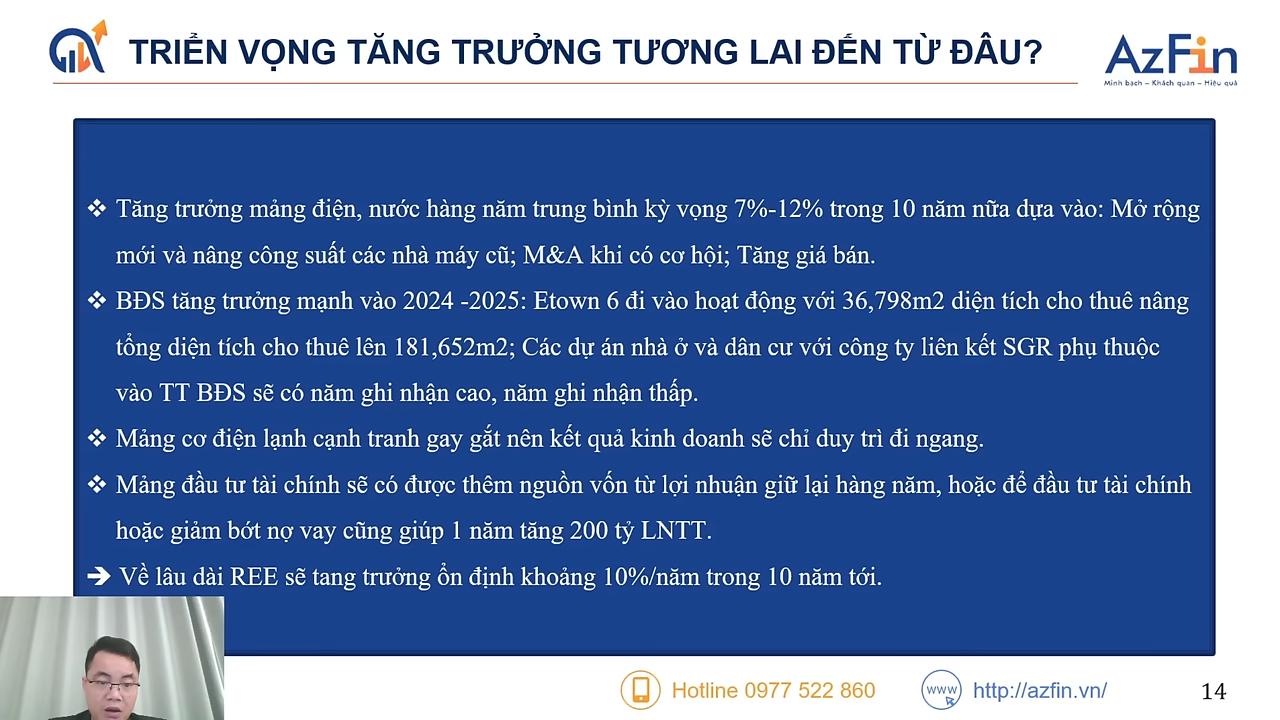 TRIỂN VỌNG TĂNG TRƯỞNG TƯƠNG LAI ĐẾN TỪ ĐÂU?
AzFin
Minh bạch – Khách quan – Hiệu quả
❖ Tăng trưởng mảng điện, nước hàng năm trung bình kỳ vọng 7%-12% trong 10 năm nữa dựa vào: Mở rộng
mới và nâng công suất các nhà máy cũ; M&A khi có cơ hội; Tăng giá bán.
❖ BĐS tăng trưởng mạnh vào 2024 -2025: Etown 6 đi vào hoạt động với 36,798m2 diện tích cho thuê nâng
tổng diện tích cho thuê lên 181,652m2; Các dự án nhà ở và dân cư với công ty liên kết SGR phụ thuộc
vào TT BĐS sẽ có năm ghi nhận cao, năm ghi nhận thấp.
❖ Mảng cơ điện lạnh cạnh tranh gay gắt nên kết quả kinh doanh sẽ chỉ duy trì đi ngang.
❖ Mảng đầu tư tài chính sẽ có được thêm nguồn vốn từ lợi nhuận giữ lại hàng năm, hoặc để đầu tư tài chính
hoặc giảm bớt nợ vay cũng giúp 1 năm tăng 200 tỷ LNTT.
➔ Về lâu dài REE sẽ tang trưởng ổn định khoảng 10%/năm trong 10 năm tới.
Hotline 0977 522 860
www
http://azfin.vn/
14